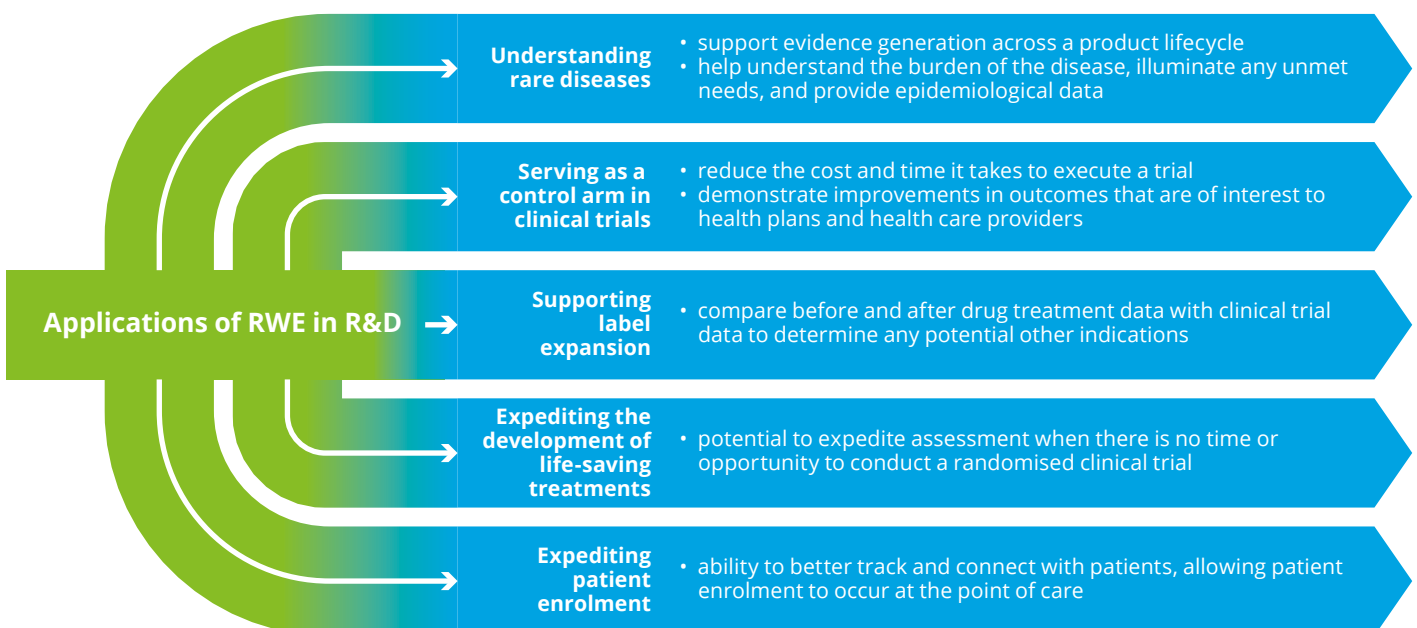 Applications of RWE in R&D
Understanding
rare diseases
• support evidence generation across a product lifecycle
• help understand the burden of the disease, illuminate any unmet
needs, and provide epidemiological data
Serving as a
control arm in
clinical trials
• reduce the cost and time it takes to execute a trial
• demonstrate improvements in outcomes that are of interest to
health plans and health care providers
Supporting
label
expansion
• compare before and after drug treatment data with clinical trial
data to determine any potential other indications
Expediting the
development of
life-saving
treatments
• potential to expedite assessment when there is no time or
opportunity to conduct a randomised clinical trial
Expediting
patient
enrolment
• ability to better track and connect with patients, allowing patient
enrolment to occur at the point of care